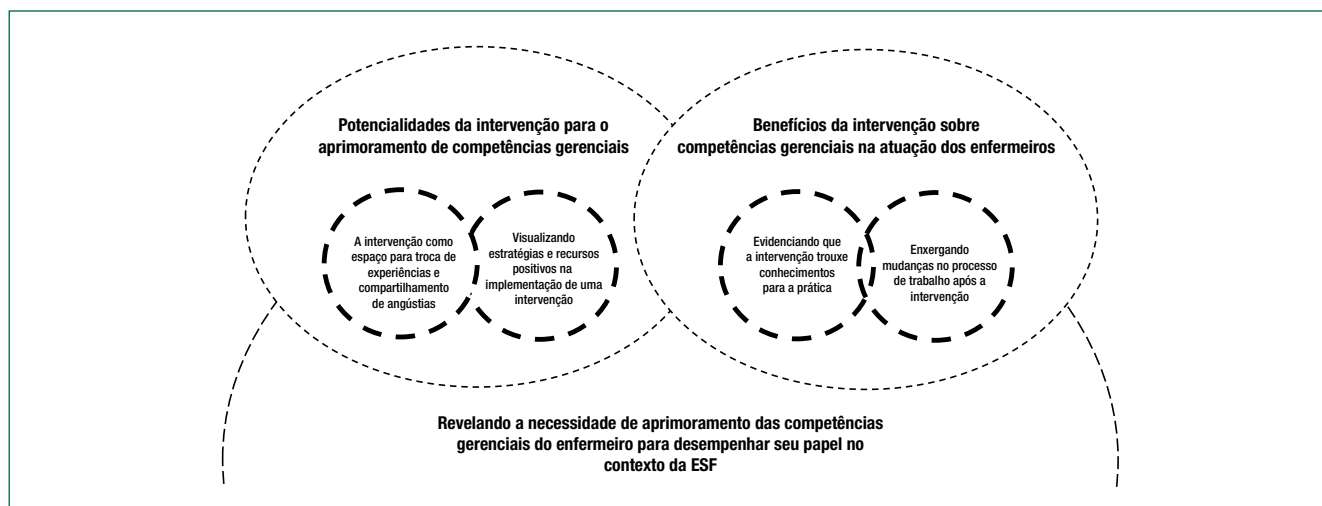 Potencialidades da intervenção para o
aprimoramento de competências gerenciais
A intervenção como
espaço para troca de
experiências e
compartilhamento
de angústias
Visualizando
estratégias e recursos
positivos na
implementação de uma
intervenção
Benefícios da intervenção sobre
competências gerenciais na atuação dos enfermeiros
Evidenciando que
a intervenção trouxe
conhecimentos
para a prática
Enxergando
mudanças no processo
de trabalho após a
intervenção
Revelando a necessidade de aprimoramento das competências
gerenciais do enfermeiro para desempenhar seu papel no
contexto da ESF